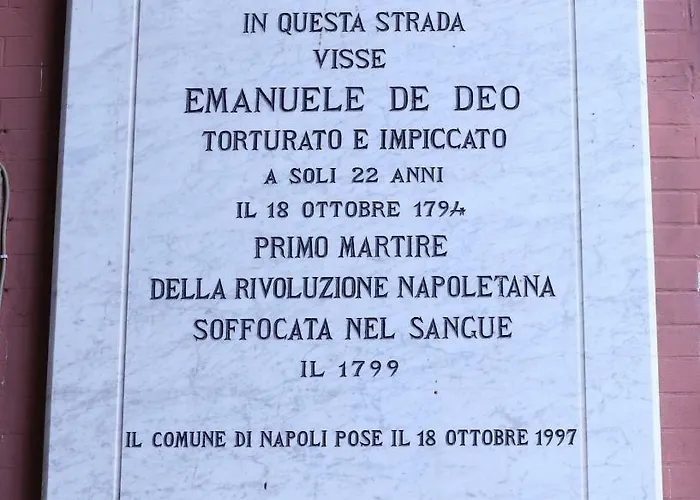 IN QUESTA STRADA
VISSE
EMANUELE DE DEO
TORTURATO E IMPICCATO
A SOLI 22 ANNI
IL 18 OTTOBRE 1794
PRIMO MARTIRE
DELLA RIVOLUZIONE NAPOLETANA
SOFFOCATA NEL SANGUE
IL 1799
IL COMUNE DI NAPOLI POSE IL 18 OTTOBRE 1997